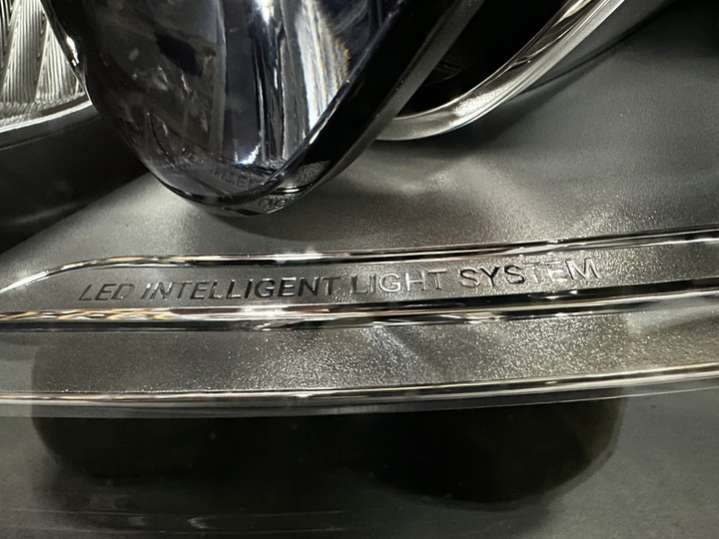 LED INTELLIGENT LIGHT SYSTEM